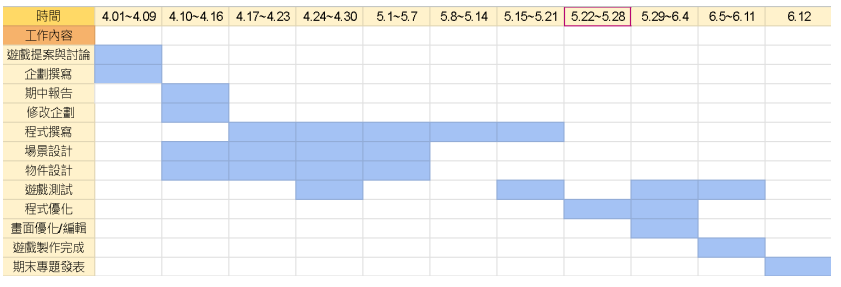 時間 4.01~4.09 4.10~4.16 4.17~4.23 4.24~4.30 5.1~5.7 5.8~5.14 5.15~5.21 5.22~5.28 5.29~6.4 6.5~6.11 6.12
工作內容
遊戲提案與討論
企劃撰寫
期中報告
修改企劃
程式撰寫
場景設計
物件設計
遊戲測試
程式優化
畫面優化/編輯
遊戲製作完成
期末專題發表